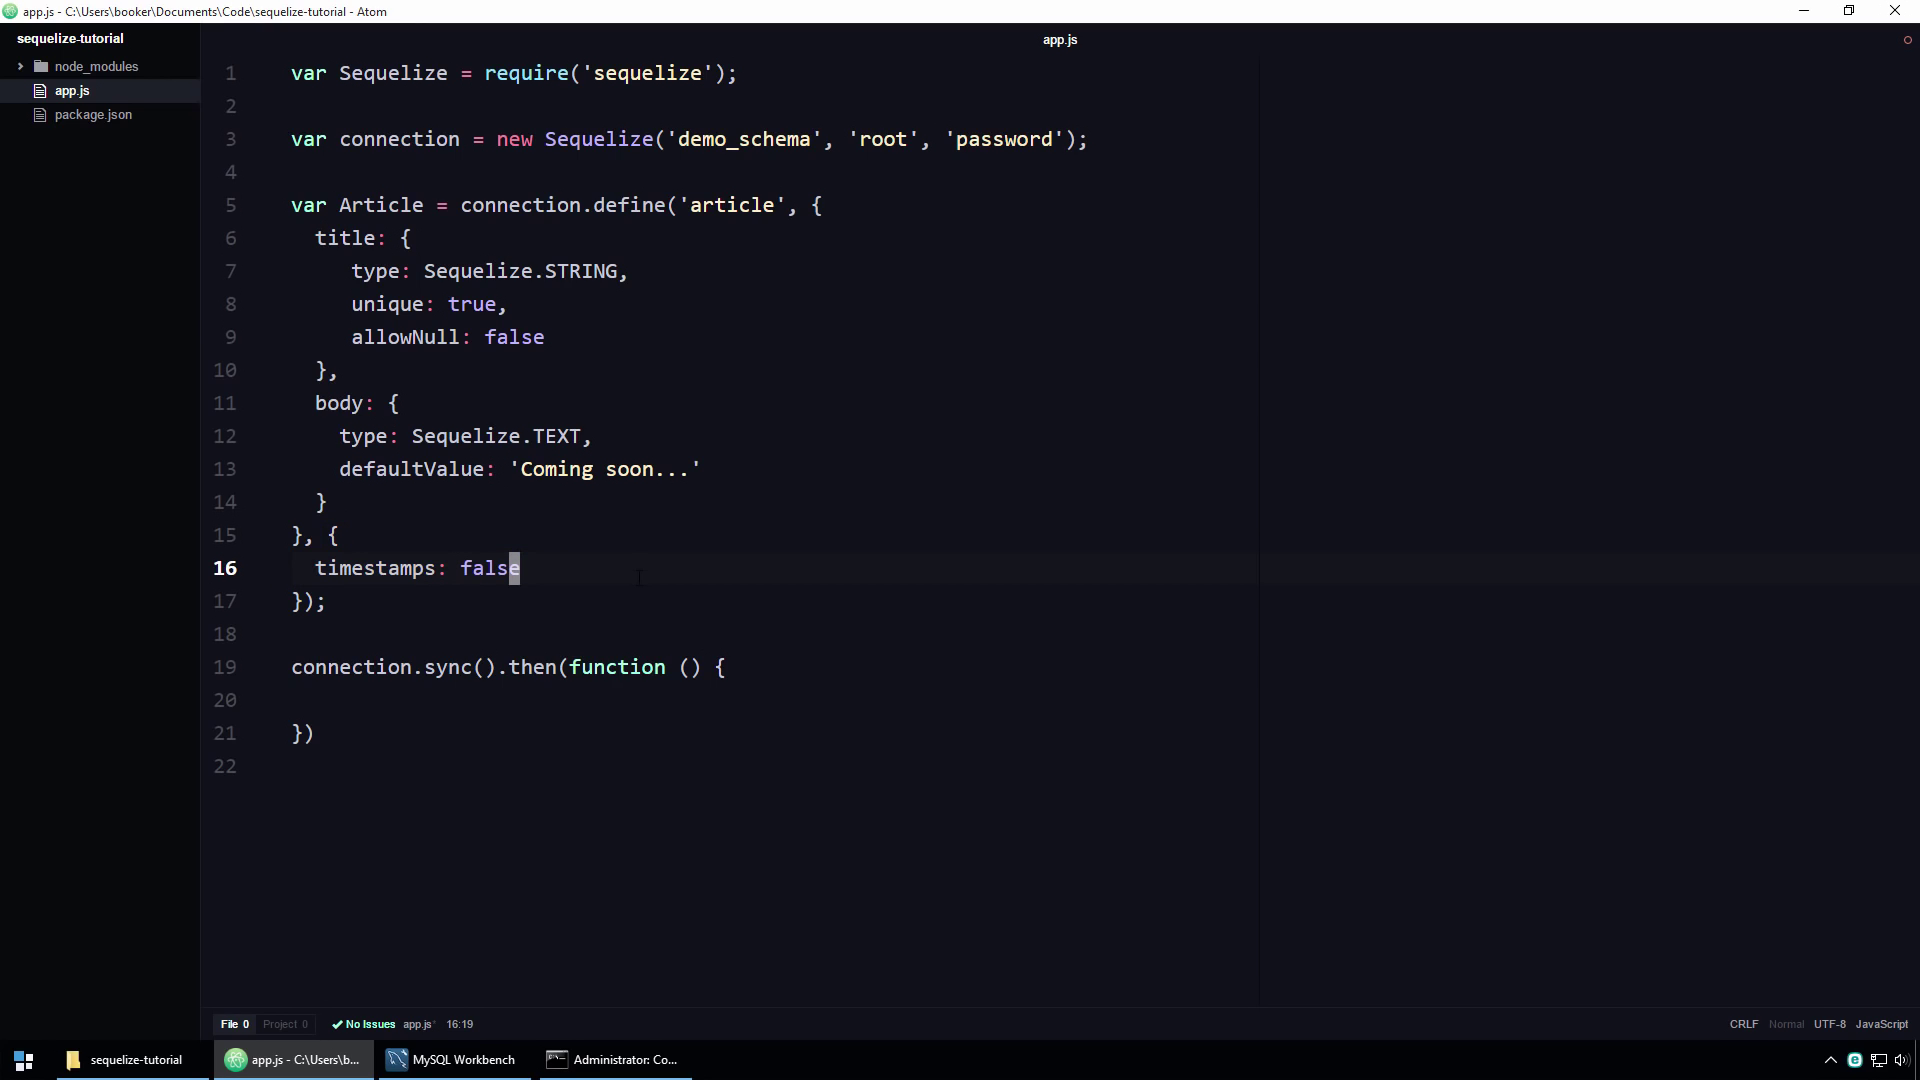 app.js - C:\Users\booker\Documents\Code\sequelize-tutorial - Atom
sequelize-tutorial
node_modules
app.js
package.json
app.js
1 var Sequelize = require('sequelize');
2
3 var connection = new Sequelize('demo_schema', 'root', 'password');
4
5 var Article = connection.define('article', {
6 title: {
7 type: Sequelize.STRING,
8 unique: true,
9 allowNull: false
10 },
11 body: {
12 type: Sequelize.TEXT,
13 defaultValue: 'Coming soon...'
14 }
15 }, {
16 timestamps: false
17 });
18
19 connection.sync().then(function () {
20
21 })
22
File 0 Project 0 No Issues app.js* 16:19 CRLF Normal UTF-8 JavaScript
sequelize-tutorial app.js - C:\Users\b... MySQL Workbench Administrator: Co...